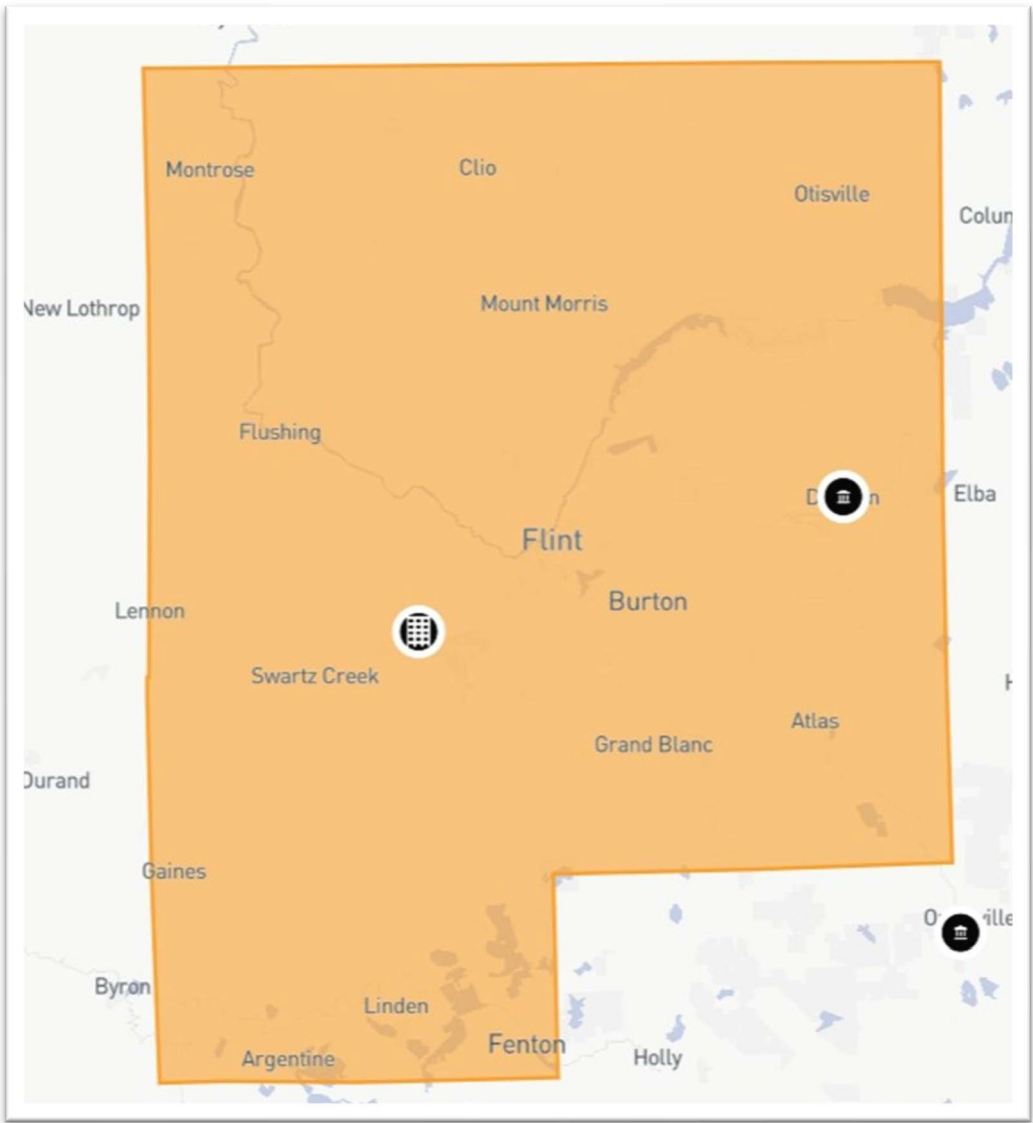 Montrose
Clio
Otisville
Colum
New Lothrop
Mount Morris
Flushing
Elba
Flint
Burton
Lennon
Swartz Creek
Atlas
Grand Blanc
Durand
Gaines
Byron
Linden
Fenton
Argentine
Holly